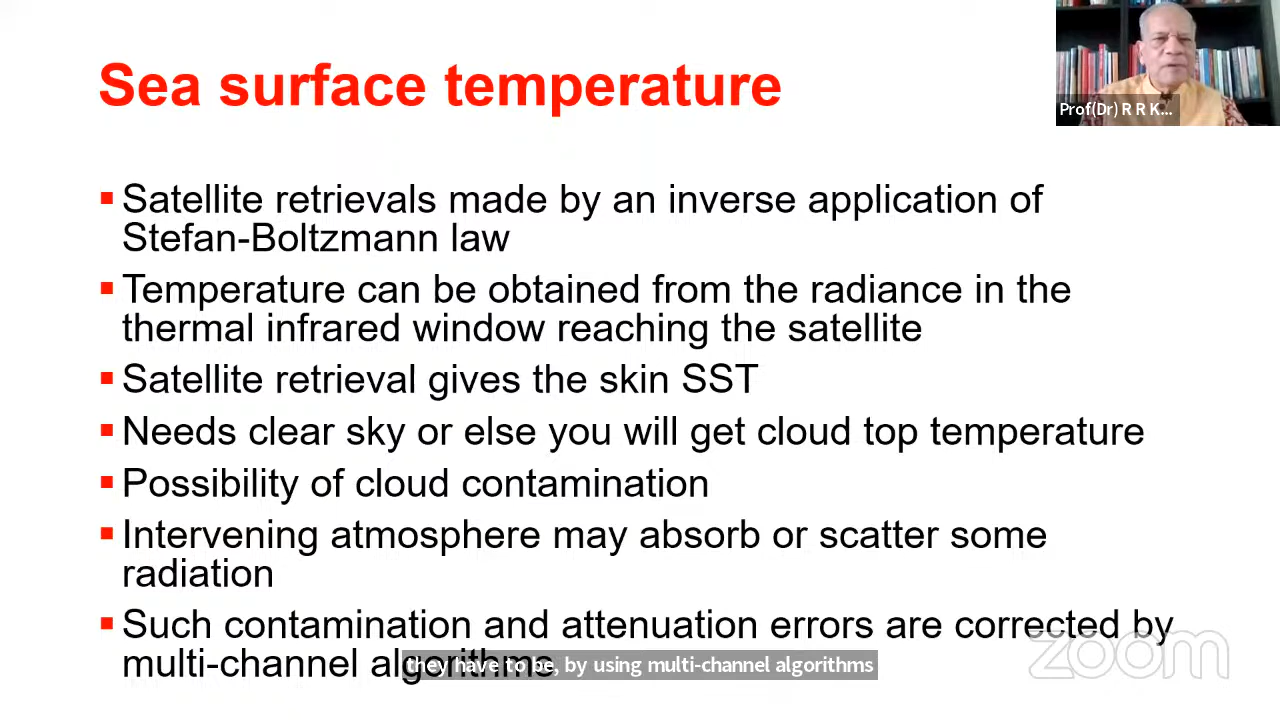 Sea surface temperature
Prof(Dr) R R K...
▪ Satellite retrievals made by an inverse application of
Stefan-Boltzmann law
▪ Temperature can be obtained from the radiance in the
thermal infrared window reaching the satellite
▪ Satellite retrieval gives the skin SST
▪ Needs clear sky or else you will get cloud top temperature
▪ Possibility of cloud contamination
▪ Intervening atmosphere may absorb or scatter some
radiation
▪ Such contamination and attenuation errors are corrected by
multi-channel algorithms
they have to be, by using multi-channel algorithms
zoom